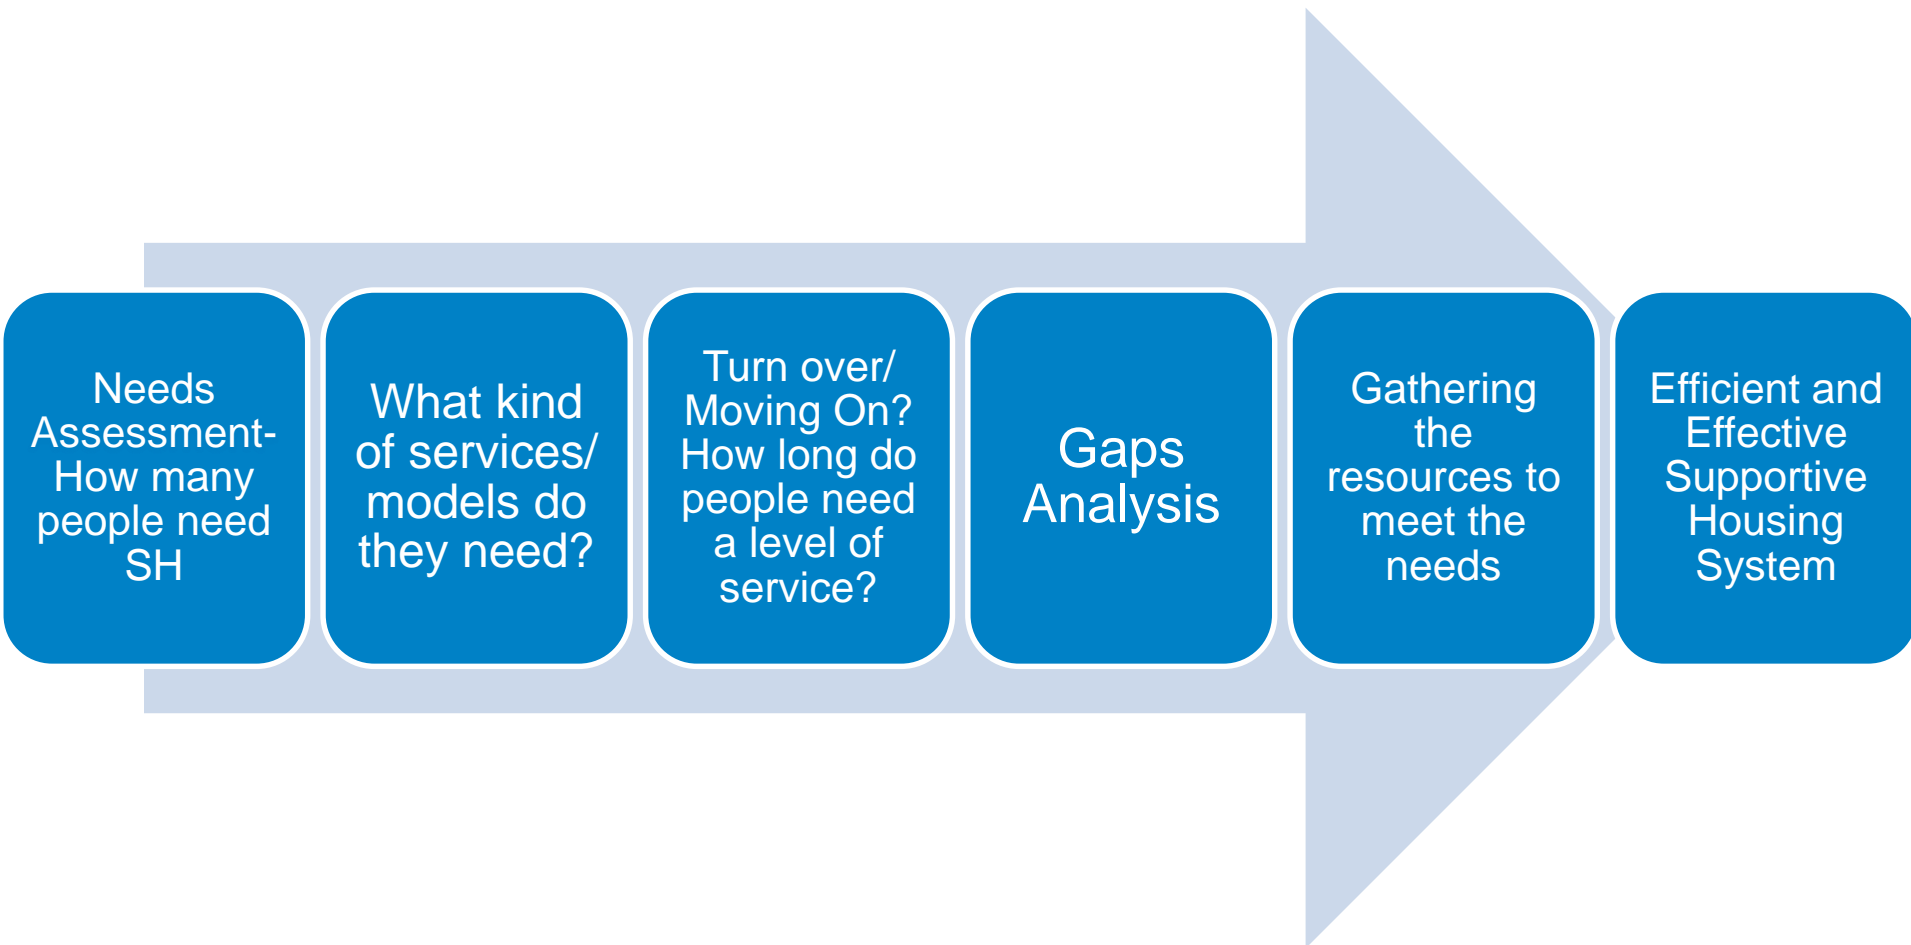 Needs
Assessment-
How many
people need
SH
What kind
of services/
models do
they need?
Turn over/
Moving On?
How long do
people need
a level of
service?
Gaps
Analysis
Gathering
the
resources to
meet the
needs
Efficient and
Effective
Supportive
Housing
System